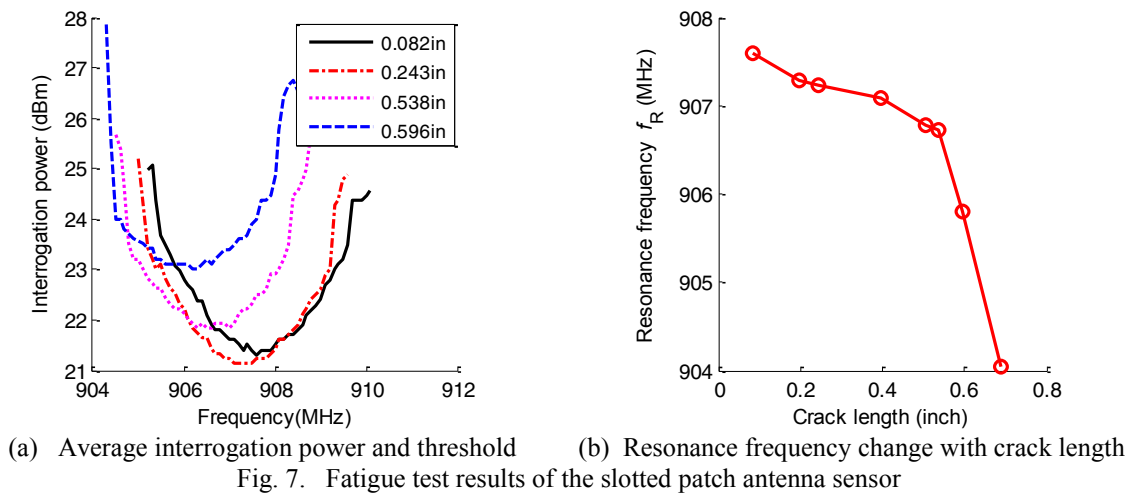 28
27
26
25
24
23
22
21
Interrogation power (dBm)
904 906 908 910 912
Frequency(MHz)
0.082in
0.243in
0.538in
0.596in
908
907
906
905
904
Resonance frequency fR (MHz)
0 0.2 0.4 0.6 0.8
Crack length (inch)
(a) Average interrogation power and threshold
(b) Resonance frequency change with crack length
Fig. 7. Fatigue test results of the slotted patch antenna sensor